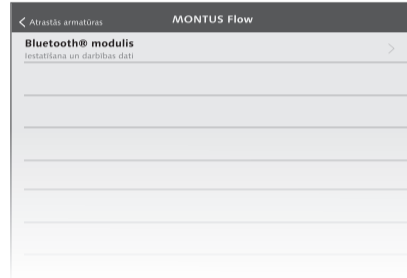 Atrastās armatūras MONTUS Flow
Bluetooth® modulis
Iestatīšana un darbības dati